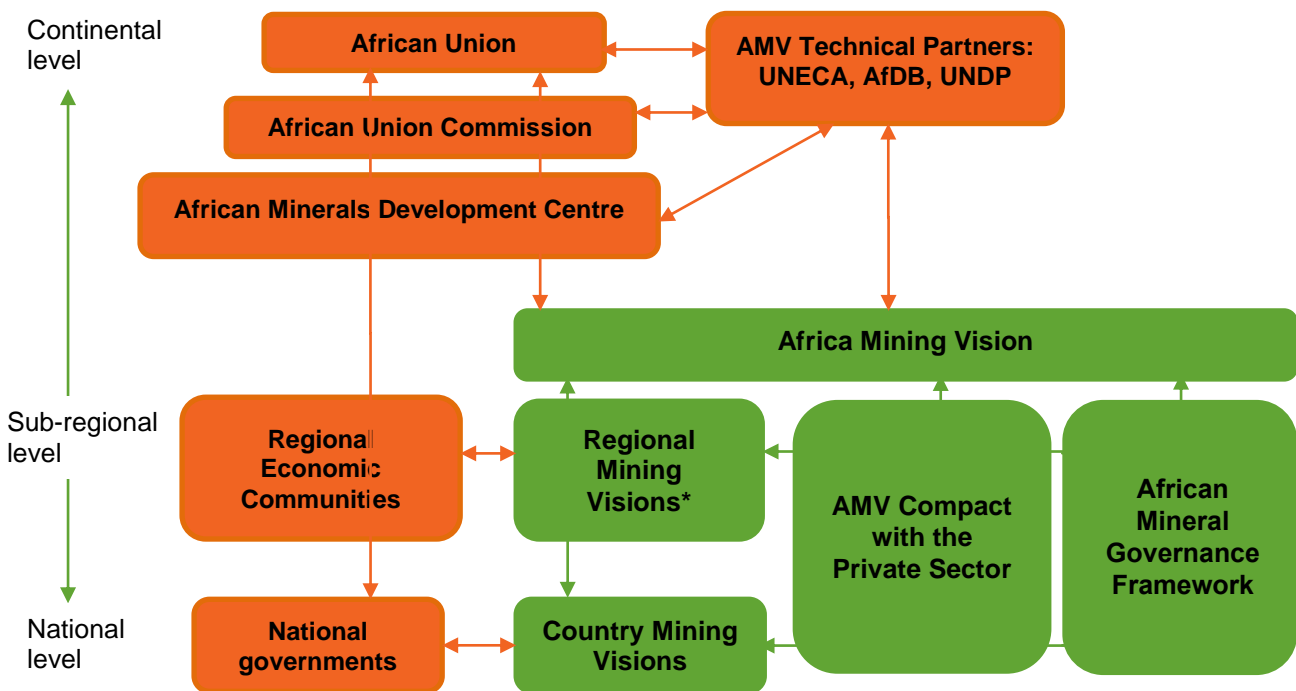 Continental
level
African Union
AMV Technical Partners:
UNECA, AfDB, UNDP
African Union Commission
African Minerals Development Centre
Africa Mining Vision
Sub-regional
level
Regional
Economic
Communities
Regional
Mining
Visions*
AMV Compact
with the
Private Sector
African
Mineral
Governance
Framework
National
level
National
governments
Country Mining
Visions